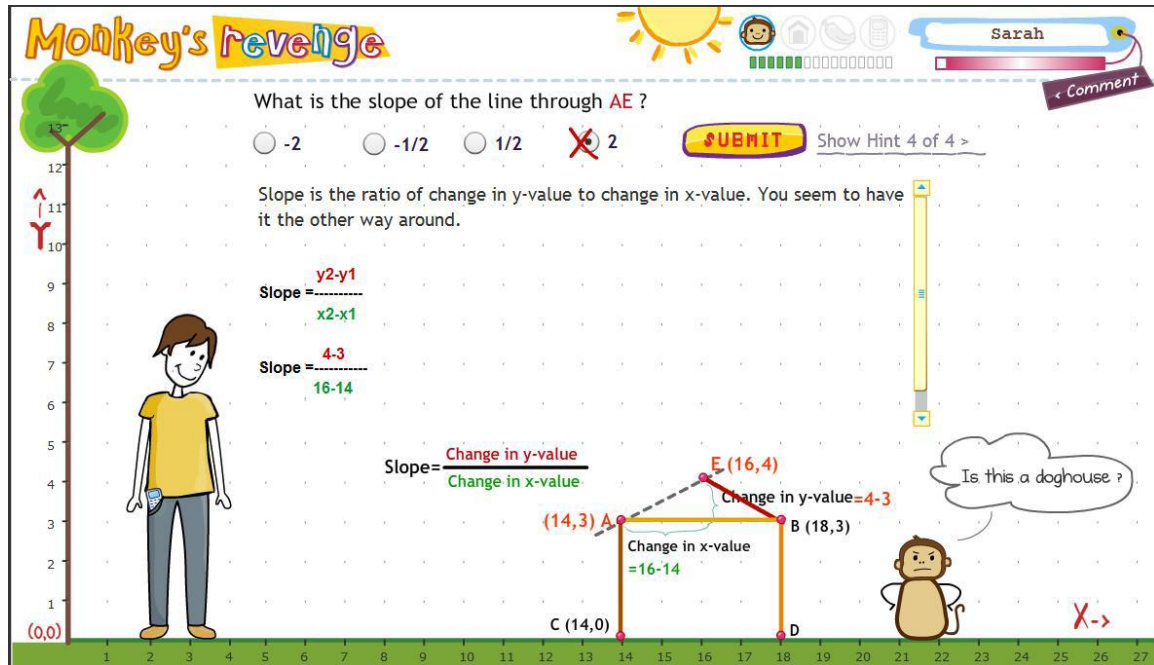 Monkey's revenge
Sarah
< Comment
What is the slope of the line through AE ?
-2
-1/2
1/2
2
SUBMIT
Show Hint 4 of 4 >
Slope is the ratio of change in y-value to change in x-value. You seem to have
it the other way around.
y2-y1
Slope =----------
x2-x1
4-3
Slope =-----------
16-14
Slope=
Change in y-value
Change in x-value
E (16,4)
Change in y-value=4-3
(14,3) A
B (18,3)
Change in x-value
=16-14
C (14,0)
D
Is this a doghouse ?
X->
Y
13
12
11
10
9
8
7
6
5
4
3
2
1
(0,0)
1 2 3 4 5 6 7 8 9 10 11 12 13 14 15 16 17 18 19 20 21 22 23 24 25 26 27